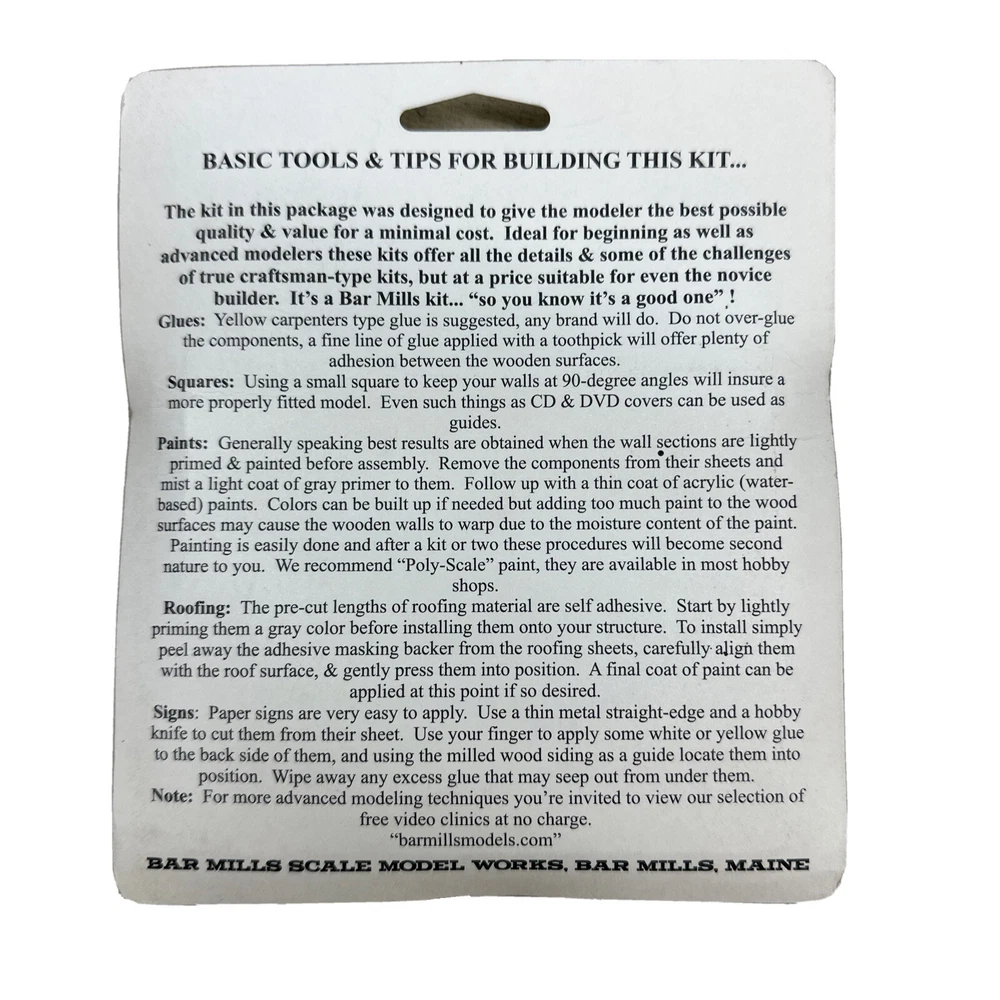 BASIC TOOLS & TIPS FOR BUILDING THIS KIT...
The kit in this package was designed to give the modeler the best possible
quality & value for a minimal cost. Ideal for beginning as well as
advanced modelers these kits offer all the details & some of the challenges
of true craftsman-type kits, but at a price suitable for even the novice
builder. It's a Bar Mills kit... “so you know it's a good one” !
Glues: Yellow carpenters type glue is suggested, any brand will do. Do not over-glue
the components, a fine line of glue applied with a toothpick will offer plenty of
adhesion between the wooden surfaces.
Squares: Using a small square to keep your walls at 90-degree angles will insure a
more properly fitted model. Even such things as CD & DVD covers can be used as
guides.
Paints: Generally speaking best results are obtained when the wall sections are lightly
primed & painted before assembly. Remove the components from their sheets and
mist a light coat of gray primer to them. Follow up with a thin coat of acrylic (water-
based) paints. Colors can be built up if needed but adding too much paint to the wood
surfaces may cause the wooden walls to warp due to the moisture content of the paint.
Painting is easily done and after a kit or two these procedures will become second
nature to you. We recommend “Poly-Scale” paint, they are available in most hobby
shops.
Roofing: The pre-cut lengths of roofing material are self adhesive. Start by lightly
priming them a gray color before installing them onto your structure. To install simply
peel away the adhesive masking backer from the roofing sheets, carefully align them
with the roof surface, & gently press them into position. A final coat of paint can be
applied at this point if so desired.
Signs: Paper signs are very easy to apply. Use a thin metal straight-edge and a hobby
knife to cut them from their sheet. Use your finger to apply some white or yellow glue
to the back side of them, and using the milled wood siding as a guide locate them into
position. Wipe away any excess glue that may seep out from under them.
Note: For more advanced modeling techniques you're invited to view our selection of
free video clinics at no charge.
“barmillsmodels.com”
BAR MILLS SCALE MODEL WORKS, BAR MILLS, MAINE